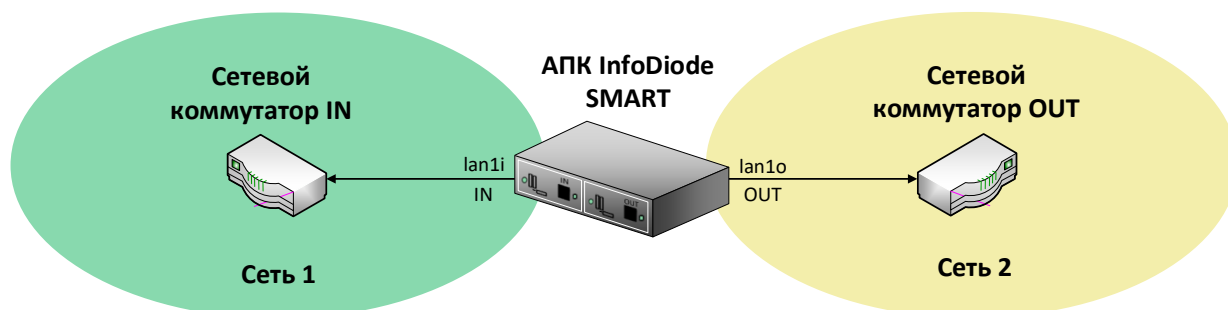 Сетевой
коммутатор IN
АПК InfoDiode
SMART
Сетевой
коммутатор OUT
lan1i
IN
lan1o
OUT
IN
OUT
Сеть 1
Сеть 2